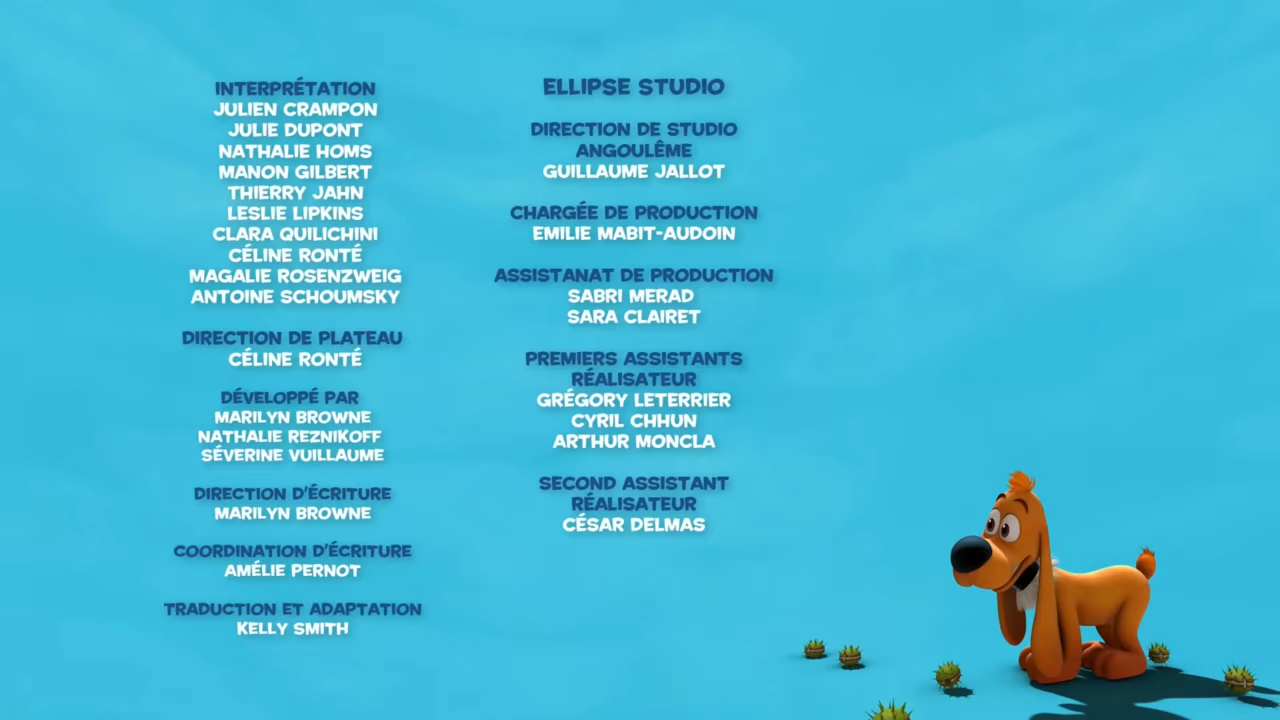 INTERPRÉTATION
JULIEN CRAMPON
JULIE DUPONT
NATHALIE HOMS
MANON GILBERT
THIERRY JAHN
LESLIE LIPKINS
CLARA QUILICHINI
CÉLINE RONTÉ
MAGALIE ROSENZWEIG
ANTOINE SCHOUMSKY
DIRECTION DE PLATEAU
CÉLINE RONTÉ
DÉVELOPPÉ PAR
MARILYN BROWNE
NATHALIE REZNIKOFF
SÉVERINE VUILLAUME
DIRECTION D'ÉCRITURE
MARILYN BROWNE
COORDINATION D'ÉCRITURE
AMÉLIE PERNOT
TRADUCTION ET ADAPTATION
KELLY SMITH
ELLIPSE STUDIO
DIRECTION DE STUDIO
ANGOULÊME
GUILLAUME JALLOT
CHARGÉE DE PRODUCTION
EMILIE MABIT-AUDOIN
ASSISTANAT DE PRODUCTION
SABRI MERAD
SARA CLAIRET
PREMIERS ASSISTANTS
RÉALISATEUR
GRÉGORY LETERRIER
CYRIL CHHUN
ARTHUR MONCLA
SECOND ASSISTANT
RÉALISATEUR
CÉSAR DELMAS